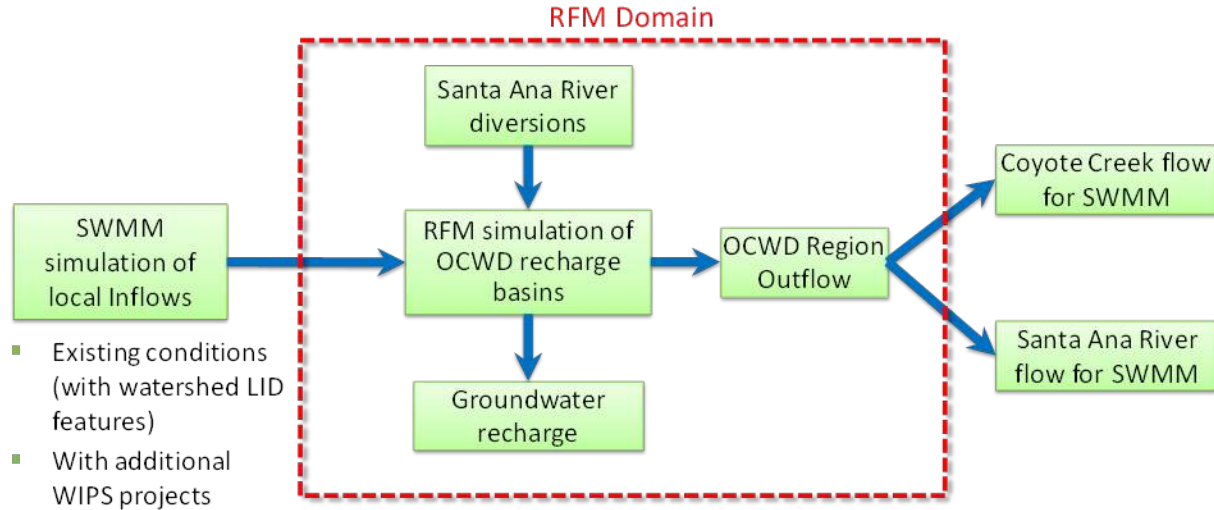 RFM Domain
Santa Ana River
diversions
SWMM
simulation of
local Inflows
RFM simulation of
OCWD recharge
basins
OCWD Region
Outflow
Coyote Creek flow
for SWMM
Santa Ana River
flow for SWMM
Groundwater
recharge
Existing conditions
(with watershed LID
features)
With additional
WIPS projects